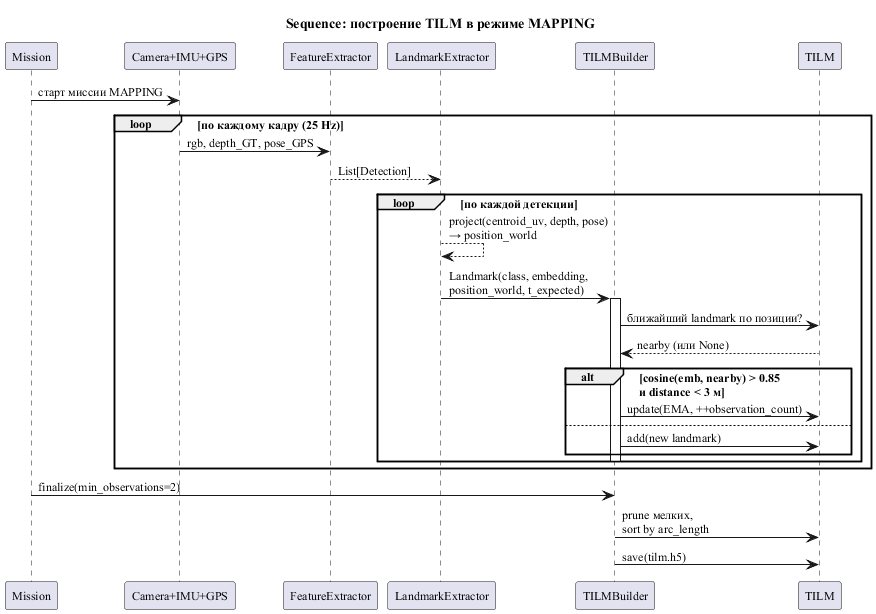 Sequence: построение TILM в режиме MAPPING
Mission
Camera+IMU+GPS
FeatureExtractor
LandmarkExtractor
TILMBuilder
TILM
старт миссии MAPPING
loop
[по каждому кадру (25 Hz)]
rgb, depth_GT, pose_GPS
List[Detection]
loop
[по каждой детекции]
project(centroid_uv, depth, pose)
→ position_world
Landmark(class, embedding,
position_world, t_expected)
ближайший landmark по позиции?
nearby (или None)
alt
[cosine(emb, nearby) > 0.85
и distance < 3 м]
update(EMA, ++observation_count)
add(new landmark)
finalize(min_observations=2)
prune мелких,
sort by arc_length
save(tilm.h5)
Mission
Camera+IMU+GPS
FeatureExtractor
LandmarkExtractor
TILMBuilder
TILM